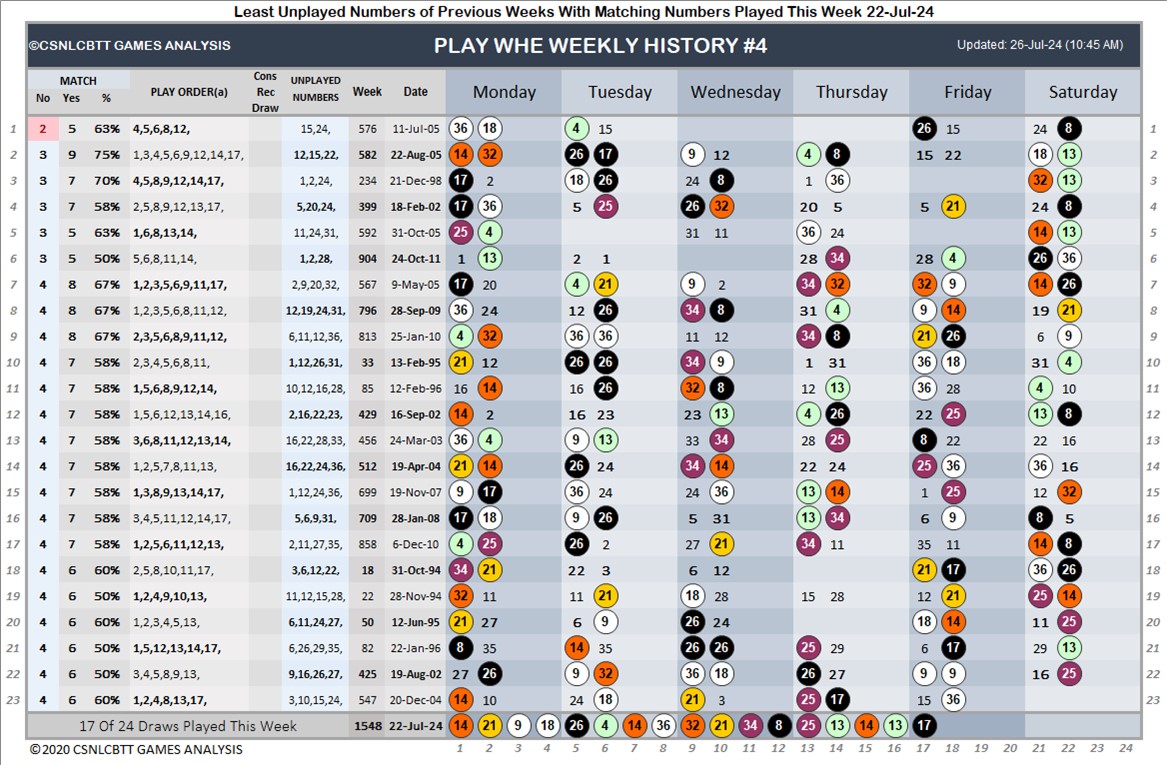 Least Unplayed Numbers of Previous Weeks With Matching Numbers Played This Week 22-Jul-24
©CSNLCBTT GAMES ANALYSIS PLAY WHE WEEKLY HISTORY #4 Updated: 26-Jul-24 (10:45 AM)
MATCH Cons
PLAY ORDER(a) Rec UNPLAYED NUMBERS Week Date Monday Tuesday Wednesday Thursday Friday Saturday
No Yes % Draw
1 2 5 63% 4,5,6,8,12, 15,24, 576 11-Jul-05 36 18 4 15 26 15 24 8 1
2 3 9 75% 1,3,4,5,6,9,12,14,17, 12,15,22, 582 22-Aug-05 14 32 26 17 9 12 4 8 15 22 18 13 2
3 3 7 70% 4,5,8,9,12,14,17, 1,2,24, 234 21-Dec-98 17 2 18 26 24 8 1 36 32 13 3
4 3 7 58% 2,5,8,9,12,13,17, 5,20,24, 399 18-Feb-02 17 36 5 25 26 32 20 5 5 21 24 8 4
5 3 5 63% 1,6,8,13,14, 11,24,31, 592 31-Oct-05 25 4 31 11 36 24 14 13 5
6 3 5 50% 5,6,8,11,14, 1,2,28, 904 24-Oct-11 1 13 2 1 28 34 28 4 26 36 6
7 4 8 67% 1,2,3,5,6,9,11,17, 2,9,20,32, 567 9-May-05 17 20 4 21 9 2 34 32 32 9 14 26 7
8 4 8 67% 1,2,3,5,6,8,11,12, 12,19,24,31, 796 28-Sep-09 36 24 12 26 34 8 31 4 9 14 19 21 8
9 4 8 67% 2,3,5,6,8,9,11,12, 6,11,12,36, 813 25-Jan-10 4 32 36 36 11 12 34 8 21 26 6 9 9
10 4 7 58% 2,3,4,5,6,8,11, 1,12,26,31, 33 13-Feb-95 21 12 26 26 34 9 1 31 36 18 31 4 10
11 4 7 58% 1,5,6,8,9,12,14, 10,12,16,28, 85 12-Feb-96 16 14 16 26 32 8 12 13 36 28 4 10 11
12 4 7 58% 1,5,6,12,13,14,16, 2,16,22,23, 429 16-Sep-02 14 2 16 23 23 13 4 26 22 25 13 8 12
13 4 7 58% 3,6,8,11,12,13,14, 16,22,28,33, 456 24-Mar-03 36 4 9 13 33 34 28 25 8 22 22 16 13
14 4 7 58% 1,2,5,7,8,11,13, 16,22,24,36, 512 19-Apr-04 21 14 26 24 34 14 22 24 25 36 36 16 14
15 4 7 58% 1,3,8,9,13,14,17, 1,12,24,36, 699 19-Nov-07 9 17 36 24 24 36 13 14 1 25 12 32 15
16 4 7 58% 3,4,5,11,12,14,17, 5,6,9,31, 709 28-Jan-08 17 18 9 26 5 31 13 34 6 9 8 5 16
17 4 7 58% 1,2,5,6,11,12,13, 2,11,27,35, 858 6-Dec-10 4 25 26 2 27 21 34 11 35 11 14 8 17
18 4 6 60% 2,5,8,10,11,17, 3,6,12,22, 18 31-Oct-94 34 21 22 3 6 12 21 17 36 26 18
19 4 6 50% 1,2,4,9,10,13, 11,12,15,28, 22 28-Nov-94 32 11 11 21 18 28 15 28 12 21 25 14 19
20 4 6 60% 1,2,3,4,5,13, 6,11,24,27, 50 12-Jun-95 21 27 6 9 26 24 18 14 11 25 20
21 4 6 50% 1,5,12,13,14,17, 6,26,29,35, 82 22-Jan-96 8 35 14 35 26 26 25 29 6 17 29 13 21
22 4 6 50% 3,4,5,8,9,13, 9,16,26,27, 425 19-Aug-02 27 26 9 32 36 18 26 27 9 9 16 25 22
23 4 6 60% 1,2,4,8,13,17, 3,10,15,24, 547 20-Dec-04 14 10 24 18 21 3 25 17 15 36 23
17 Of 24 Draws Played This Week 1548 22-Jul-24 14 21 9 18 26 4 14 36 32 21 34 8 25 13 14 13 17
© 2020 CSNLCBTT GAMES ANALYSIS 1 2 3 4 5 6 7 8 9 10 11 12 13 14 15 16 17 18 19 20 21 22 23 24